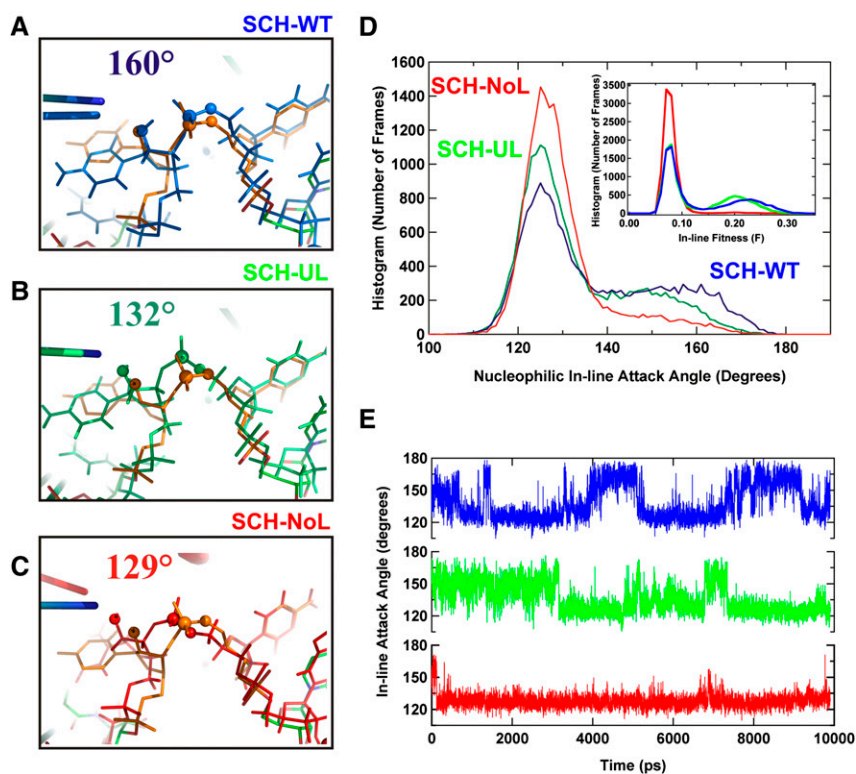 A
SCH-WT
160°
B
SCH-UL
132°
C
SCH-NoL
129°
D
1600
1400
1200
1000
800
600
400
200
0
Histogram (Number of Frames)
100
120
140
160
180
Nucleophilic In-line Attack Angle (Degrees)
SCH-NoL
SCH-UL
SCH-WT
3500
3000
2500
2000
1500
1000
500
0
Histogram (Number of Frames)
0.00
0.10
0.20
0.30
In-line Fitness (F)
E
In-line Attack Angle (degrees)
180
150
120
180
150
120
180
150
120
0
2000
4000
6000
8000
10000
Time (ps)